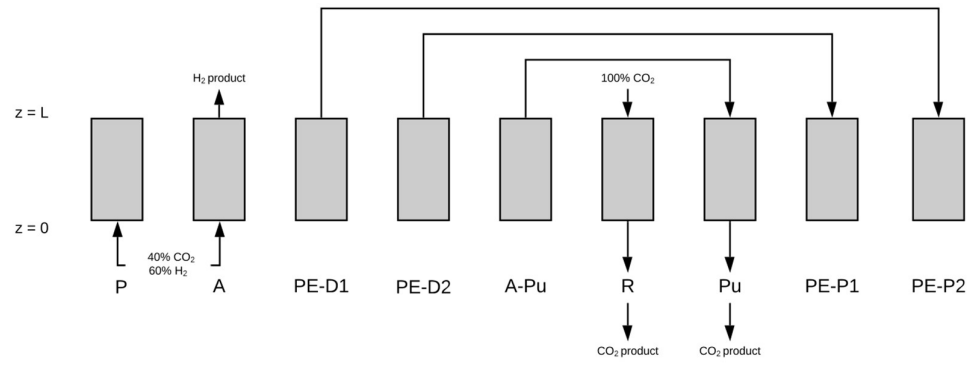 H₂ product
100% CO₂
z = L
z = 0
40% CO₂
60% H₂
P
A
PE-D1
PE-D2
A-Pu
R
Pu
PE-P1
PE-P2
CO₂ product
CO₂ product